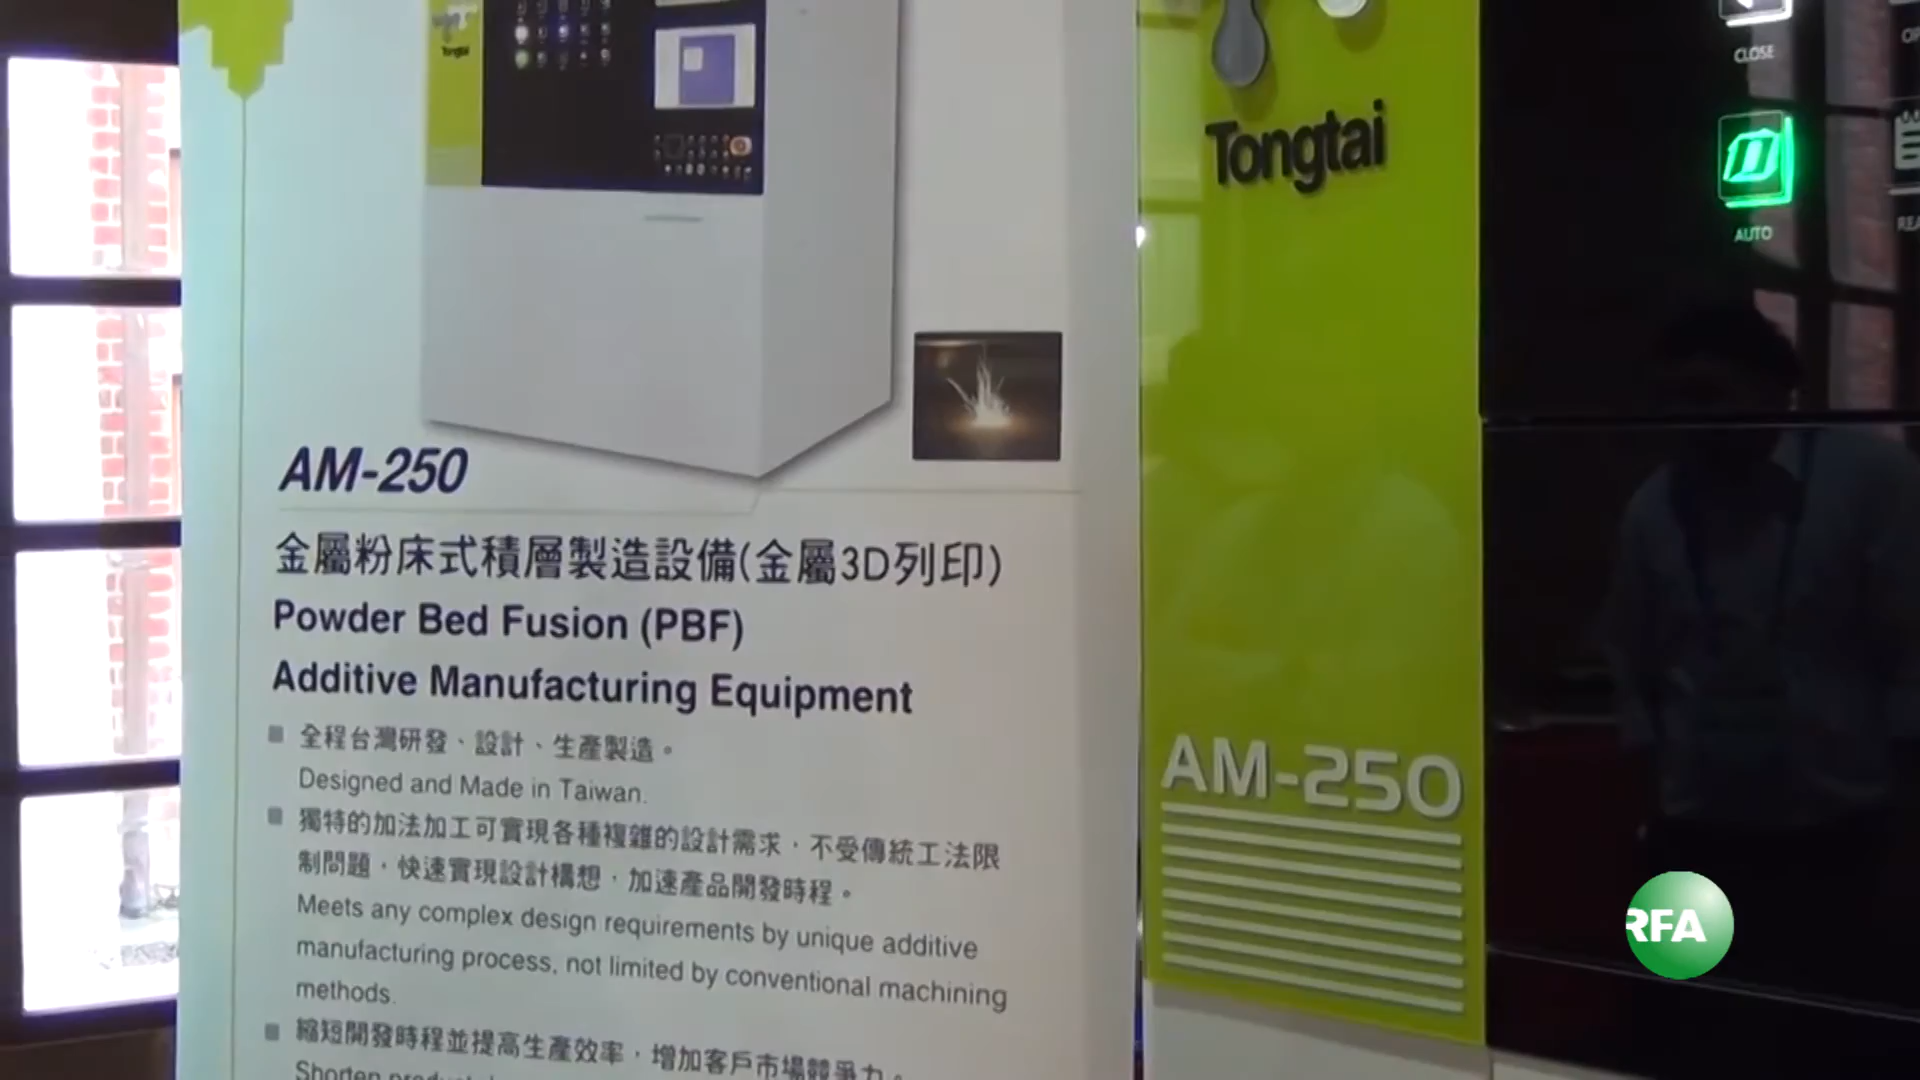 Tongtai
Tongtai
CLOSE
AUTO
AM-250
金屬粉床式積層製造設備(金屬3D列印)
Powder Bed Fusion (PBF)
Additive Manufacturing Equipment
全程台灣研發、設計、生產製造。
Designed and Made in Taiwan.
獨特的加法加工可實現各種複雜的設計需求，不受傳統工法限
制問題，快速實現設計構想，加速產品開發時程。
Meets any complex design requirements by unique additive
manufacturing process, not limited by conventional machining
methods.
縮短開發時程並提高生產效率，增加客戶市場競爭力。
Shorten
AM-250
RFA